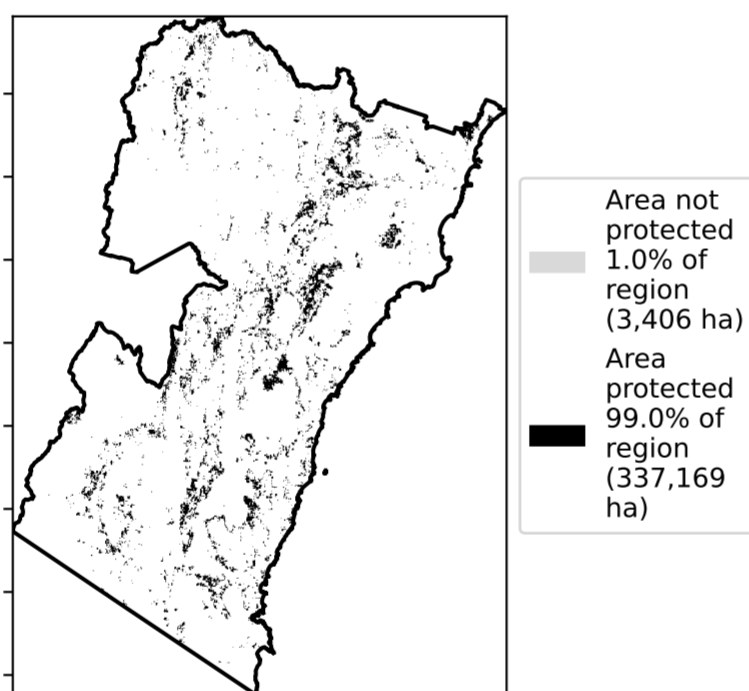 Area not
protected
1.0% of
region
(3,406 ha)
Area
protected
99.0% of
region
(337,169
ha)